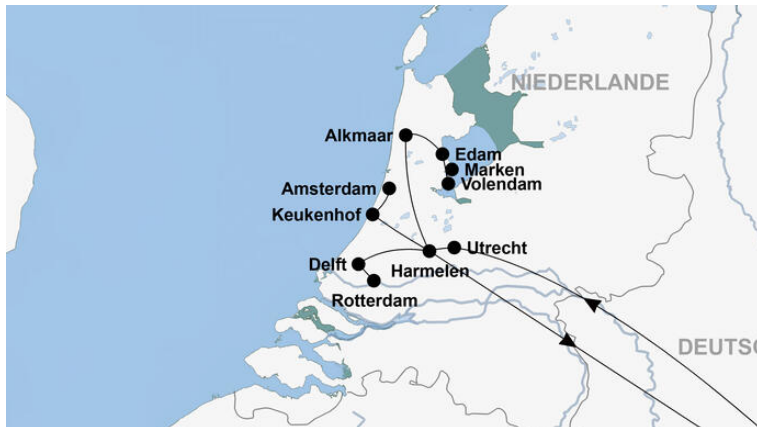 NIEDERLANDE
Alkmaar
Edam
Marken
Amsterdam
Volendam
Keukenhof
Utrecht
Delft
Harmelen
Rotterdam
DEUTSC